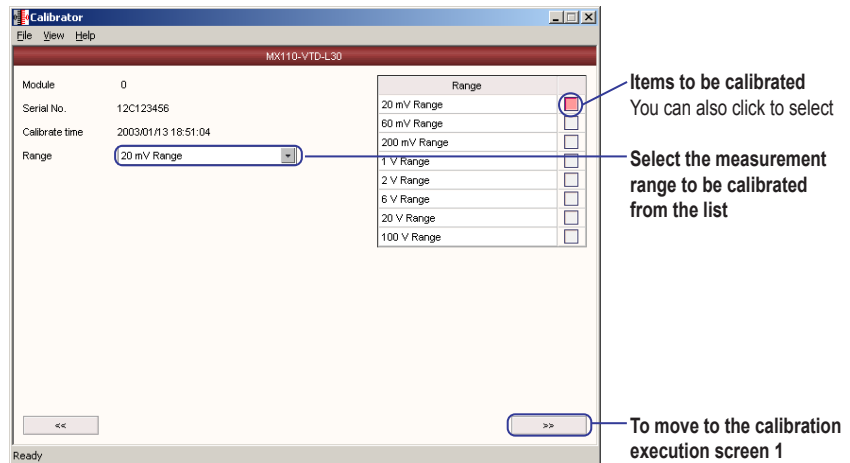 Calibrator
File View Help
MX110-VTD-L30
Module 0
Serial No. 12C123456
Calibrate time 2003/01/13 18:51:04
Range 20 mV Range
Range
20 mV Range
60 mV Range
200 mV Range
1 V Range
2 V Range
6 V Range
20 V Range
100 V Range
<<
>>
Ready
Items to be calibrated
You can also click to select
Select the measurement
range to be calibrated
from the list
To move to the calibration
execution screen 1